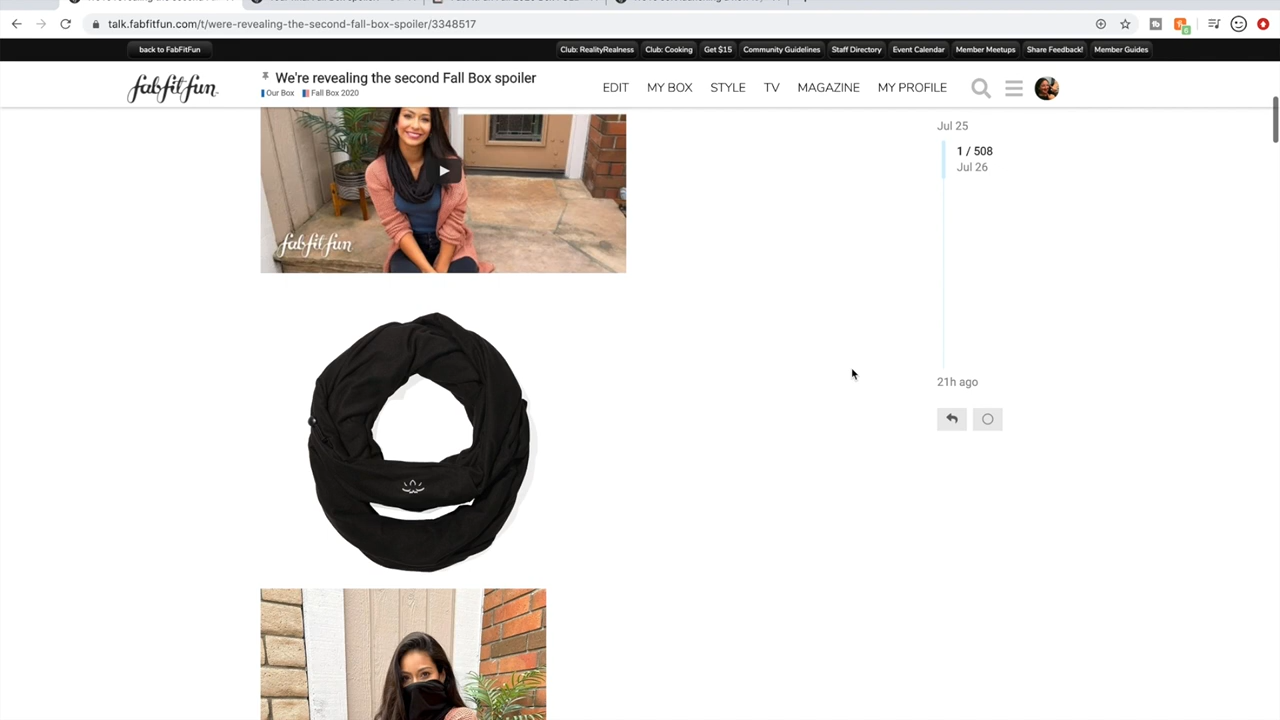 talk.fabfitfun.com/t/were-revealing-the-second-fall-box-spoiler/3348517
back to FabFitFun
Club: RealityRealness
Club: Cooking
Get $15
Community Guidelines
Staff Directory
Event Calendar
Member Meetups
Share Feedback!
Member Guides
fabfitfun
We're revealing the second Fall Box spoiler
Our Box
Fall Box 2020
EDIT
MY BOX
STYLE
TV
MAGAZINE
MY PROFILE
Jul 25
1 / 508
Jul 26
fabfitfun
21h ago